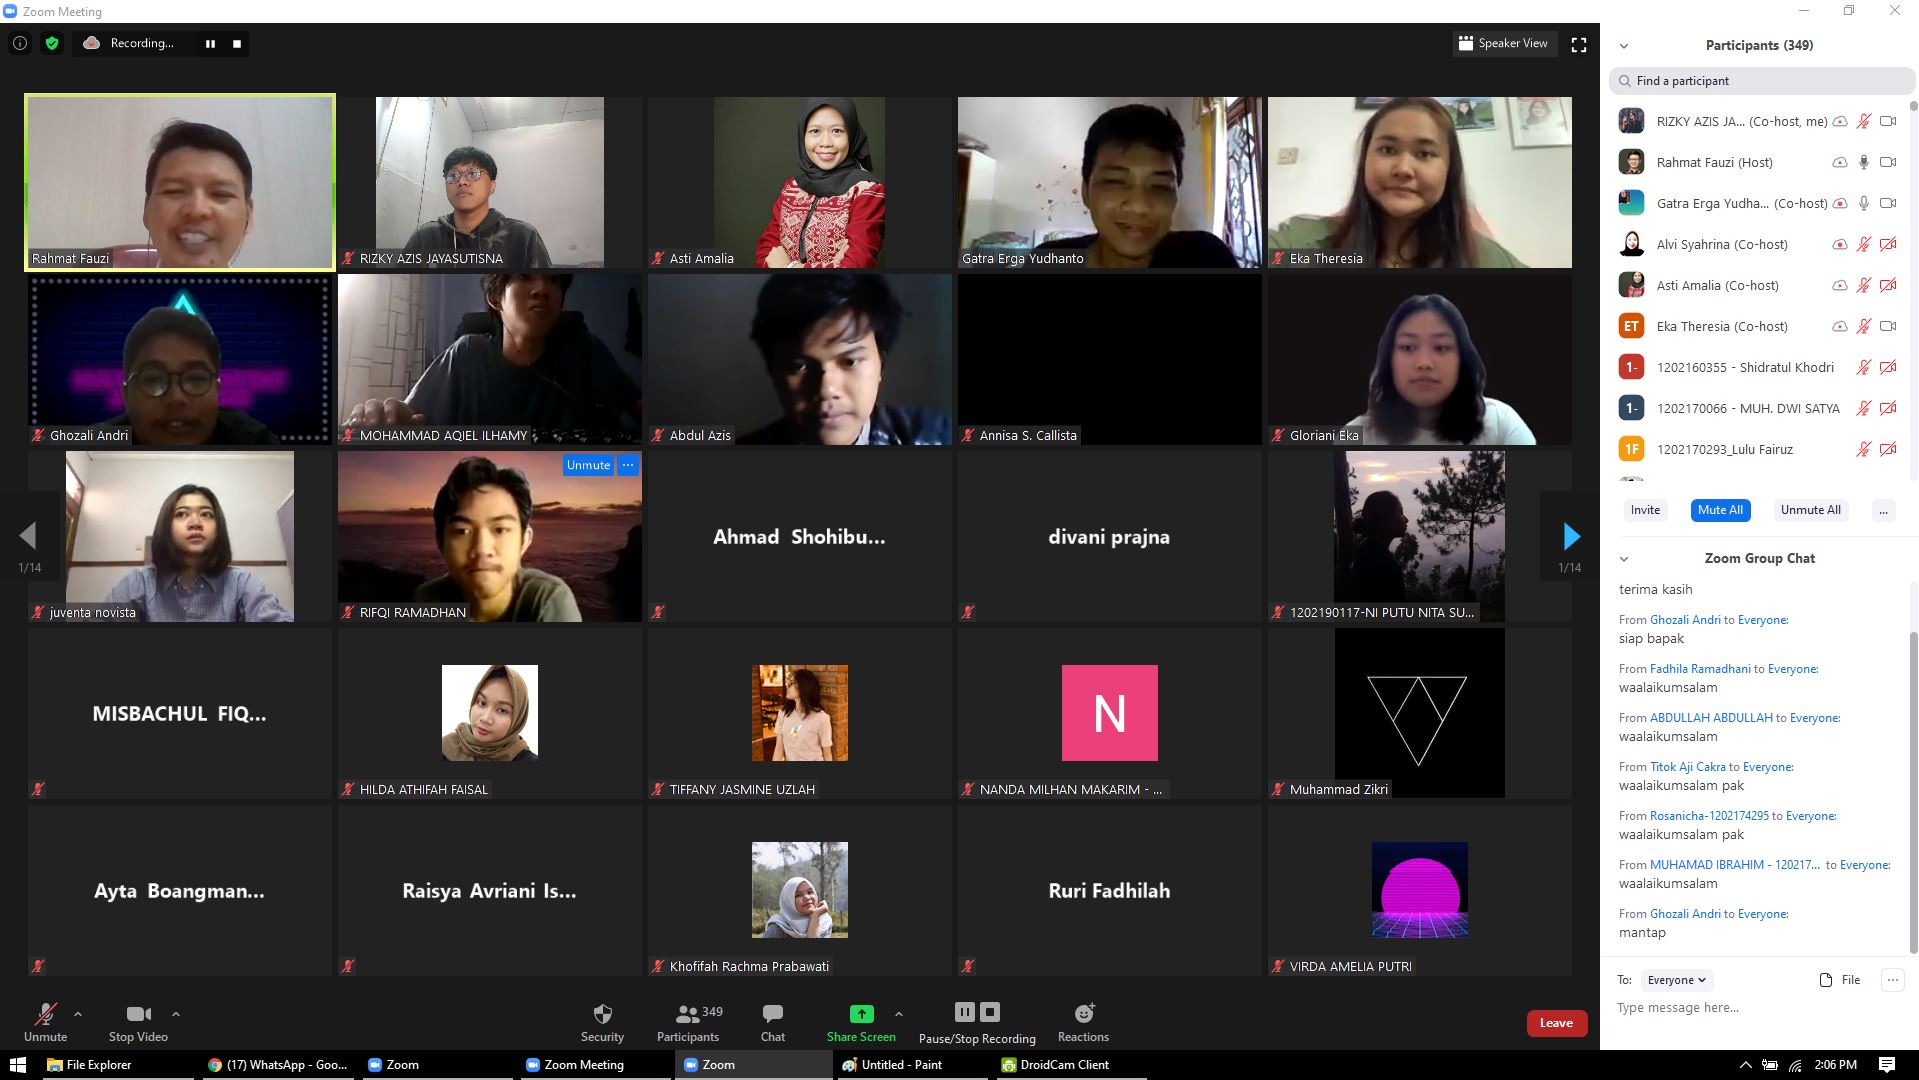 Zoom Meeting
Recording...
Speaker View
Rahmat Fauzi
RIZKY AZIS JAYASUTISNA
Asti Amalia
Gatra Erga Yudhanto
Eka Theresia
Ghozali Andri
MOHAMMAD AQIEL ILHAMY
Abdul Azis
Annisa S. Callista
Gloriani Eka
1/14
juventa novista
Unmute
...
RIFQI RAMADHAN
Ahmad Shohibu...
divani prajna
1202190117-NI PUTU NITA SU...
1/14
MISBACHUL FIQ...
HILDA ATHIFAH FAISAL
TIFFANY JASMINE UZLAH
N
NANDA MILHAN MAKARIM - ...
Muhammad Zikri
Ayta Boangman...
Raisya Avriani Is...
Khofifah Rachma Prabawati
Ruri Fadhilah
VIRDA AMELIA PUTRI
Unmute
Stop Video
Security
349
Participants
Chat
Share Screen
Pause/Stop Recording
Reactions
Leave
Participants (349)
Find a participant
RIZKY AZIS JA... (Co-host, me)
Rahmat Fauzi (Host)
Gatra Erga Yudha... (Co-host)
Alvi Syahrina (Co-host)
Asti Amalia (Co-host)
ET Eka Theresia (Co-host)
1- 1202160355 - Shidratul Khodri
1- 1202170066 - MUH. DWI SATYA
1F 1202170293_Lulu Fairuz
Invite Mute All Unmute All ...
Zoom Group Chat
terima kasih
From Ghozali Andri to Everyone:
siap bapak
From Fadhila Ramadhani to Everyone:
waalaikumsalam
From ABDULLAH ABDULLAH to Everyone:
waalaikumsalam
From Titok Aji Cakra to Everyone:
waalaikumsalam pak
From Rosanicha-1202174295 to Everyone:
waalaikumsalam pak
From MUHAMAD IBRAHIM - 120217... to Everyone:
waalaikumsalam
From Ghozali Andri to Everyone:
mantap
To: Everyone File ...
Type message here...
File Explorer
(17) WhatsApp - Goo...
Zoom
Zoom Meeting
Zoom
Untitled - Paint
DroidCam Client
2:06 PM